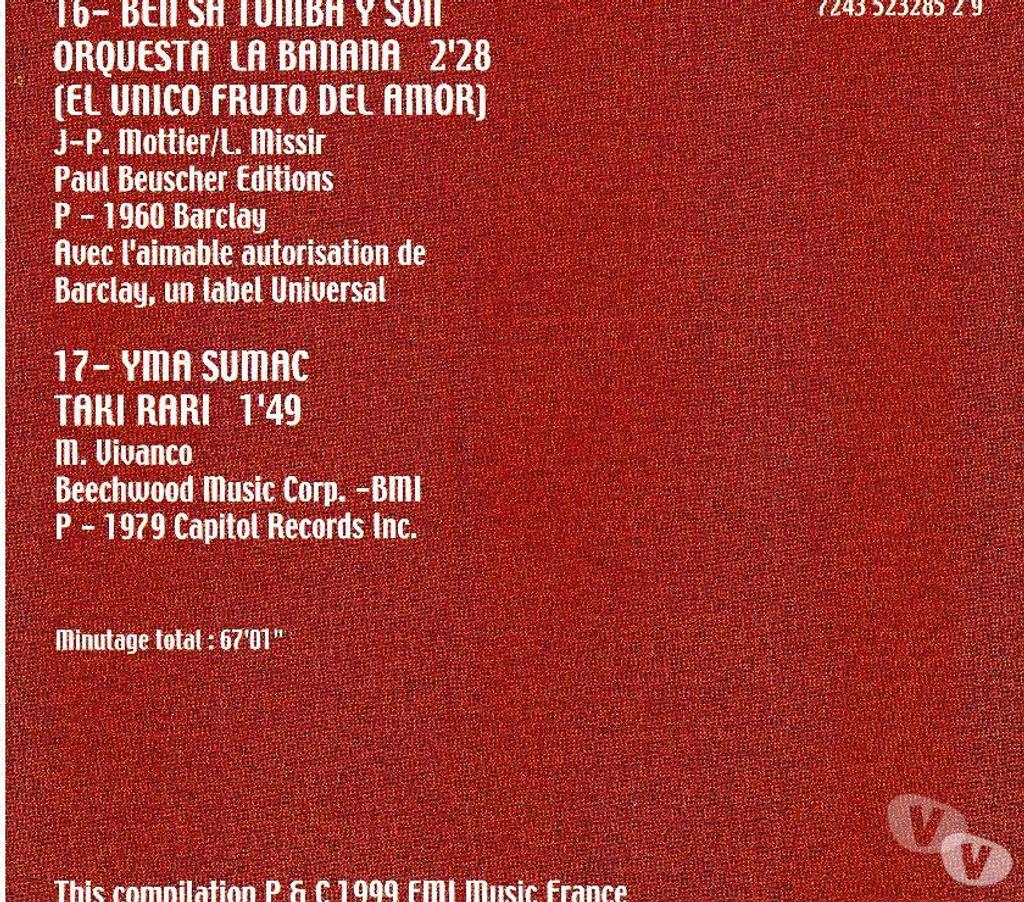 16- BEN SA TUMBA Y SON
7243 523285 2 9
ORQUESTA LA BANANA 2'28
(EL UNICO FRUTO DEL AMOR)
J-P. Mottier/L. Missir
Paul Beuscher Editions
P - 1960 Barclay
Avec l'aimable autorisation de
Barclay, un label Universal
17- YMA SUMAC
TAKI RARI 1'49
M. Vivanco
Beechwood Music Corp. -BMI
P - 1979 Capitol Records Inc.
Minutage total : 67'01"
This compilation P & C 1999 EMI Music France
V
V